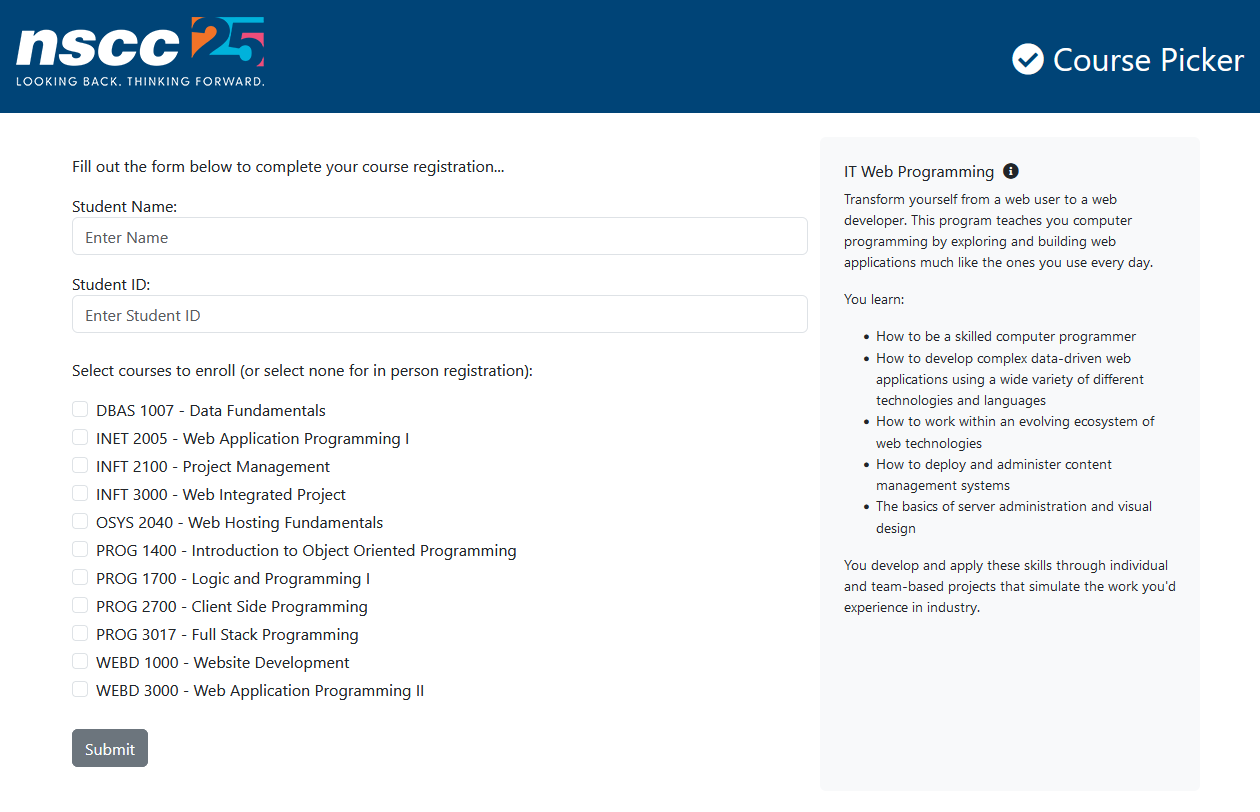 nscc 25
LOOKING BACK. THINKING FORWARD.
Course Picker
Fill out the form below to complete your course registration...
Student Name:
Enter Name
Student ID:
Enter Student ID
Select courses to enroll (or select none for in person registration):
DBAS 1007 - Data Fundamentals
INET 2005 - Web Application Programming I
INFT 2100 - Project Management
INFT 3000 - Web Integrated Project
OSYS 2040 - Web Hosting Fundamentals
PROG 1400 - Introduction to Object Oriented Programming
PROG 1700 - Logic and Programming I
PROG 2700 - Client Side Programming
PROG 3017 - Full Stack Programming
WEBD 1000 - Website Development
WEBD 3000 - Web Application Programming II
Submit
IT Web Programming
Transform yourself from a web user to a web
developer. This program teaches you computer
programming by exploring and building web
applications much like the ones you use every day.
You learn:
• How to be a skilled computer programmer
• How to develop complex data-driven web
applications using a wide variety of different
technologies and languages
• How to work within an evolving ecosystem of
web technologies
• How to deploy and administer content
management systems
• The basics of server administration and visual
design
You develop and apply these skills through individual
and team-based projects that simulate the work you'd
experience in industry.